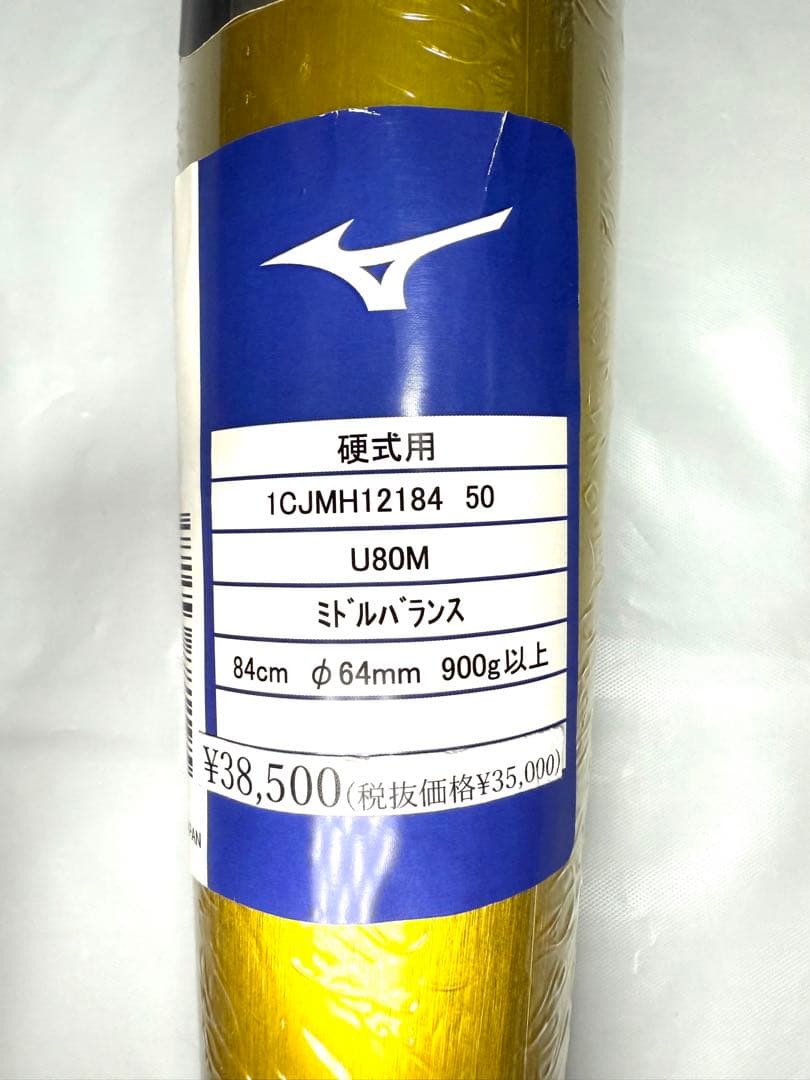 硬式用
1CJMH12184 50
U80M
ﾐﾄﾞﾙﾊﾞﾗﾝｽ
84cm φ64mm 900g以上
¥38,500(税抜価格¥35,000)